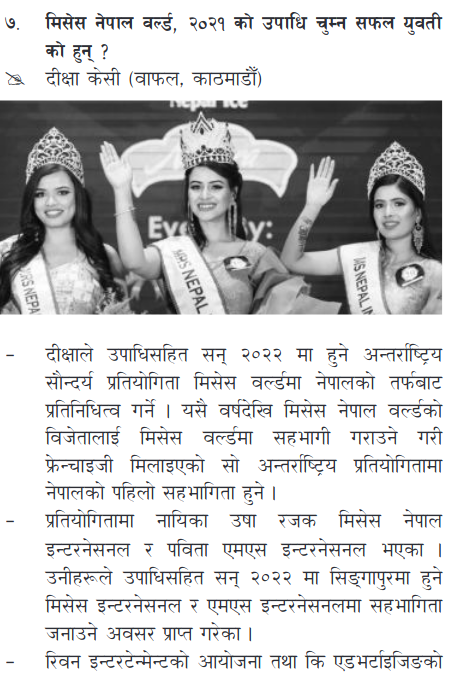 ७. मिसेस नेपाल वर्ल्ड, २०२१ को उपाधि चुम्न सफल युवती
को हुन् ?
दीक्षा केसी (वाफल, काठमाडौँ)
Nepal Ice
Eve
y:
MRS NEPAL
MS NEPAL IN
– दीक्षाले उपाधिसहित सन् २०२२ मा हुने अन्तर्राष्ट्रिय
सौन्दर्य प्रतियोगिता मिसेस वर्ल्डमा नेपालको तर्फबाट
प्रतिनिधित्व गर्ने । यसै वर्षदेखि मिसेस नेपाल वर्ल्डको
विजेतालाई मिसेस वर्ल्डमा सहभागी गराउने गरी
फ्रेन्चाइजी मिलाइएको सो अन्तर्राष्ट्रिय प्रतियोगितामा
नेपालको पहिलो सहभागिता हुने ।
– प्रतियोगितामा नायिका उषा रजक मिसेस नेपाल
इन्टरनेसनल र पविता एमएस इन्टरनेसनल भएका ।
उनीहरूले उपाधिसहित सन् २०२२ मा सिङ्गापुरमा हुने
मिसेस इन्टरनेसनल र एमएस इन्टरनेसनलमा सहभागिता
जनाउने अवसर प्राप्त गरेका ।
– रिवन इन्टरटेन्मेन्टको आयोजना तथा कि एडभर्टाइजिङको